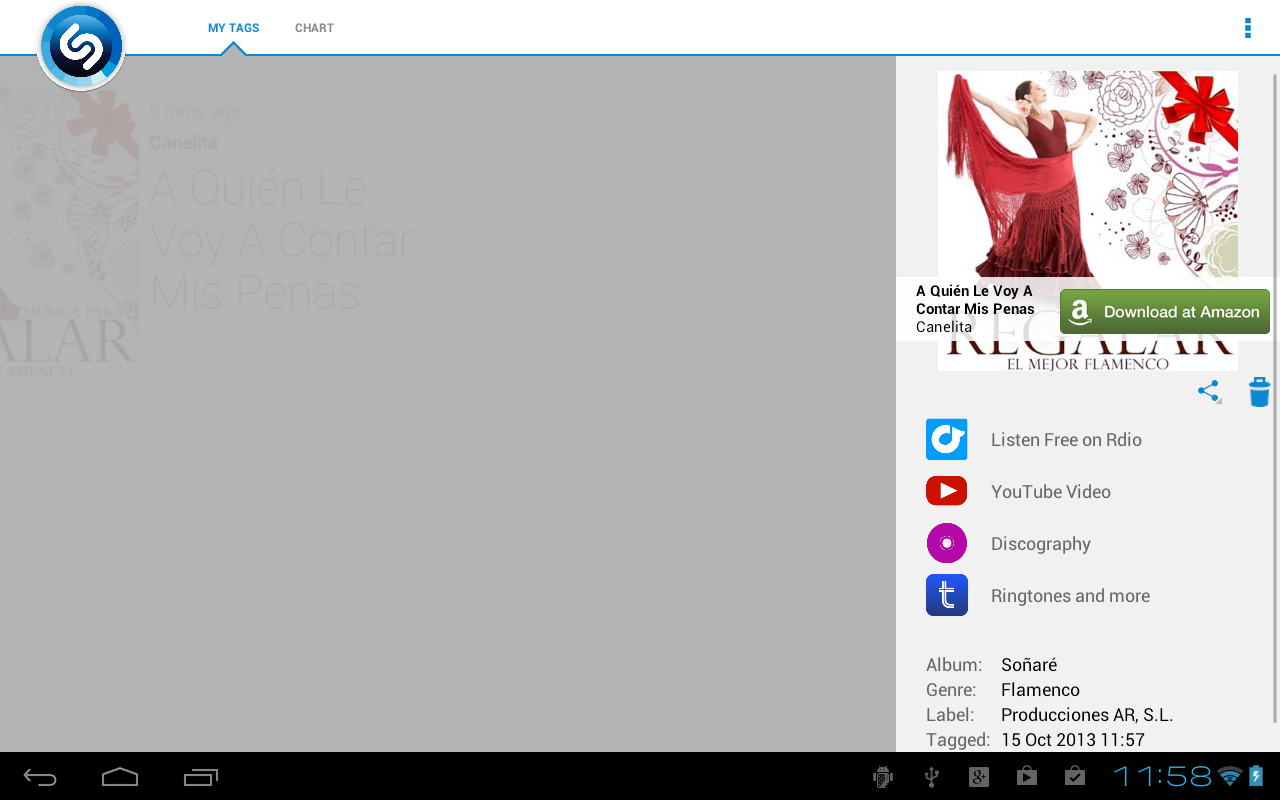 MY TAGS
CHART
0 mins ago
Canelita
A Quién Le
Voy A Contar
Mis Penas
MÚSICA PARA
ALAR
FLAMENCO
A Quién Le Voy A
Contar Mis Penas
Canelita
Download at Amazon
REGALAR
EL MEJOR FLAMENCO
Listen Free on Rdio
YouTube Video
Discography
Ringtones and more
Album: Soñaré
Genre: Flamenco
Label: Producciones AR, S.L.
Tagged: 15 Oct 2013 11:57
11:58